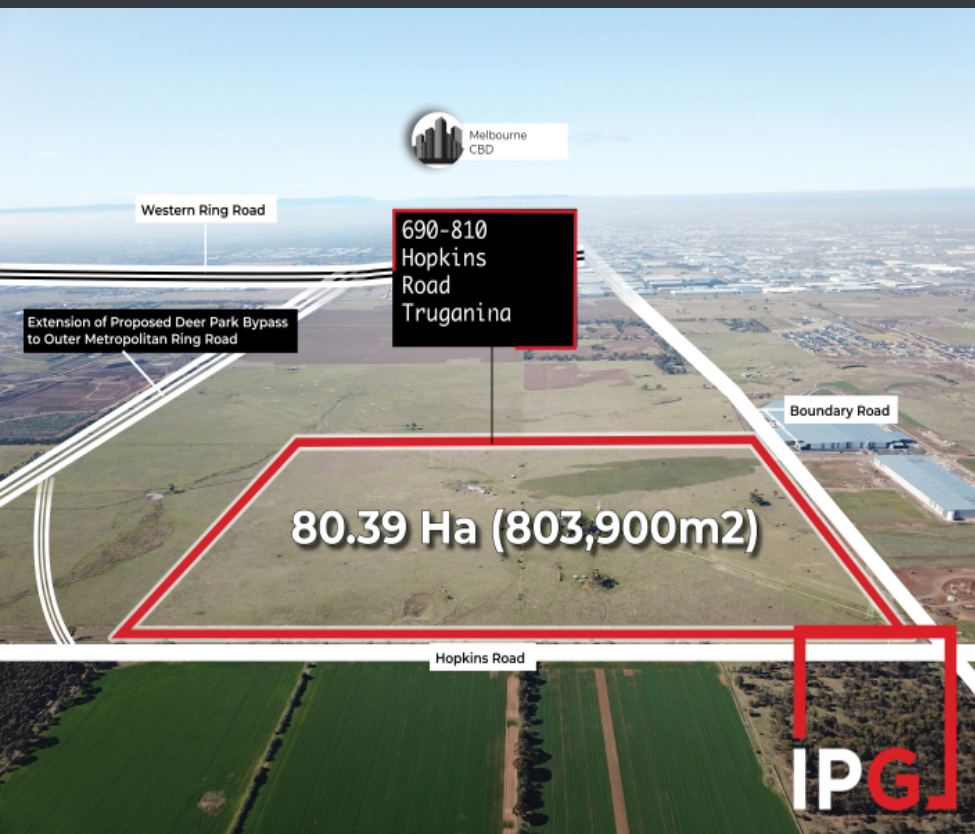 Melbourne
CBD
Western Ring Road
690-810
Hopkins
Road
Truganina
Extension of Proposed Deer Park Bypass
to Outer Metropolitan Ring Road
Boundary Road
80.39 Ha (803,900m2)
Hopkins Road
IPG